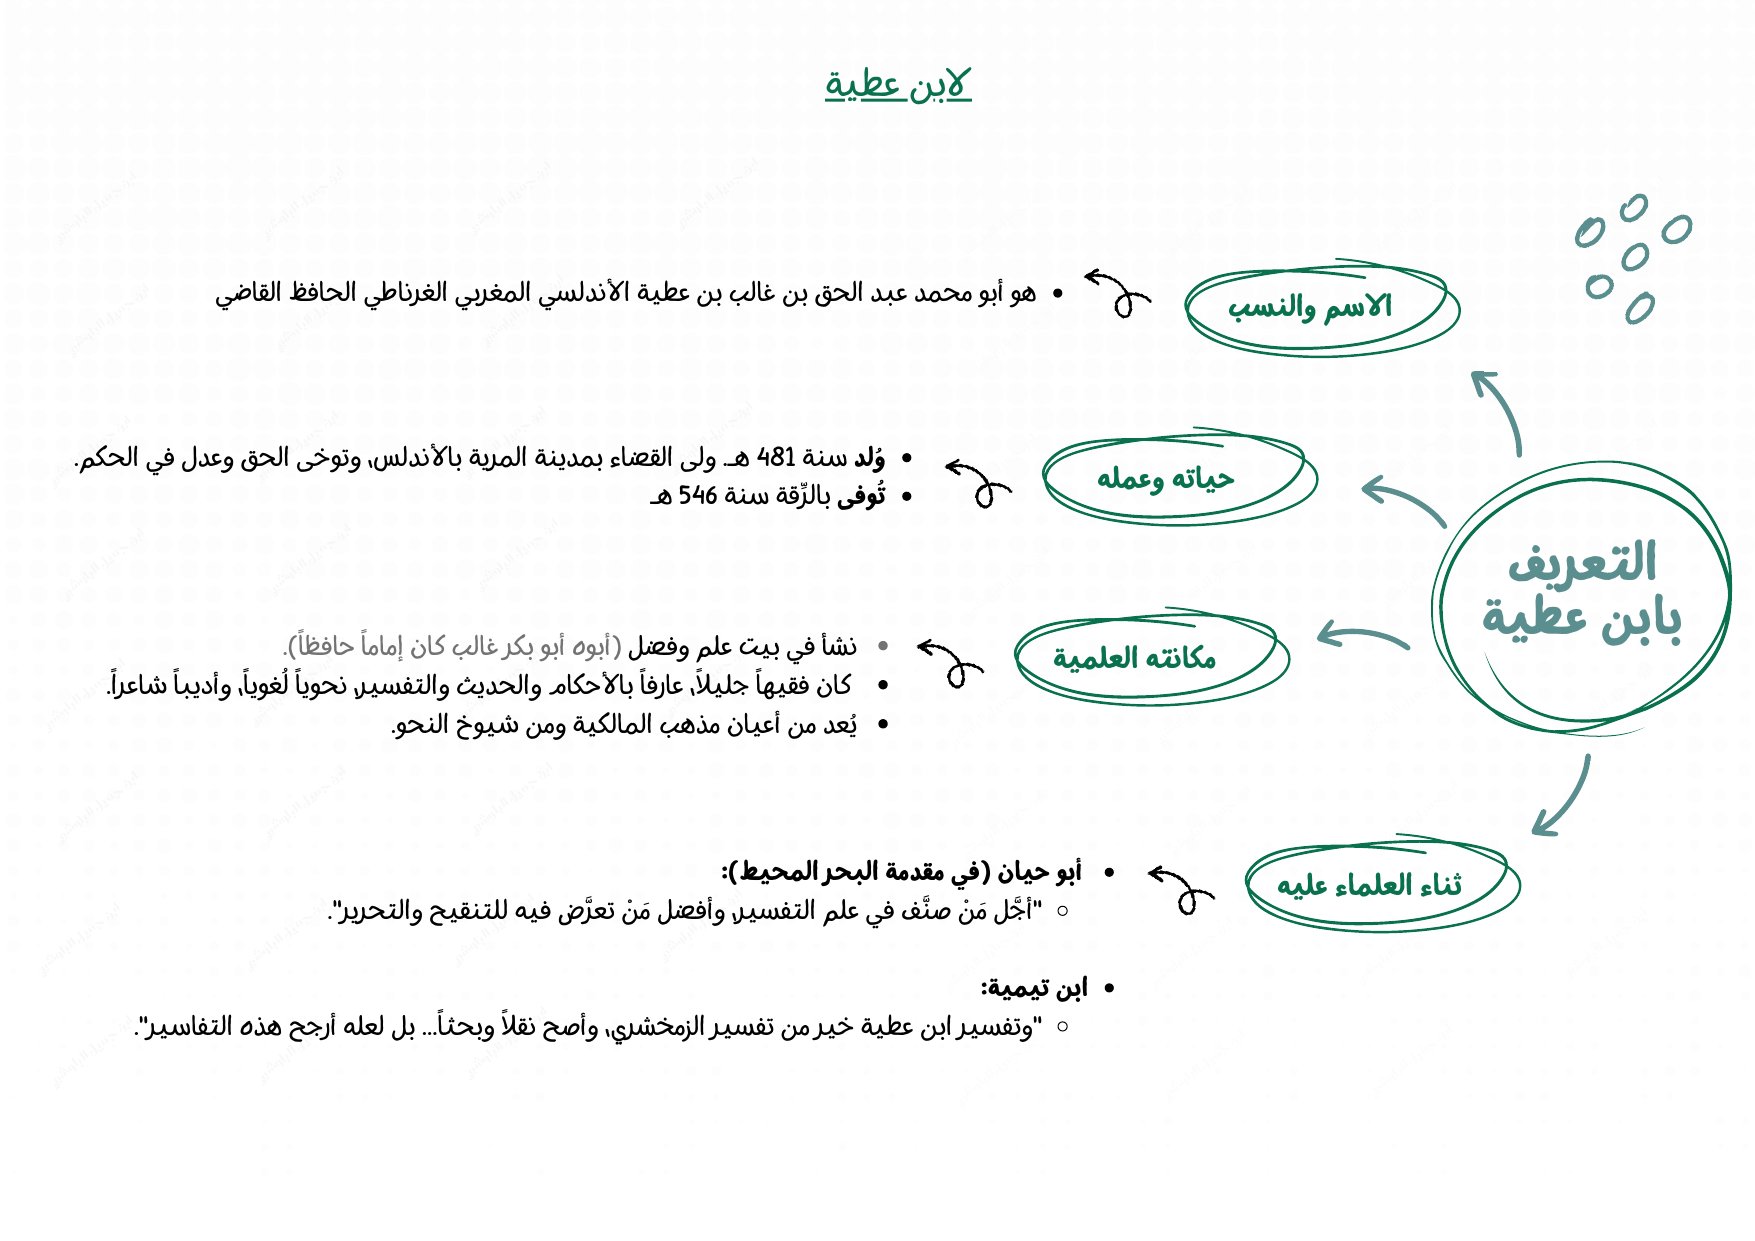 لابن عطية
التعريف
بابن عطية
الاسم والنسب
هو أبو محمد عبد الحق بن غالب بن عطية الأندلسي المغربي الغرناطي الحافظ القاضي
حياته وعمله
وُلد سنة 481 هـ. ولى القضاء بمدينة المرية بالأندلس، وتوخى الحق وعدل في الحكم.
تُوفى بالرِّقة سنة 546 هـ
مكانته العلمية
نشأ في بيت علم وفضل (أبوه أبو بكر غالب كان إماماً حافظاً).
كان فقيهاً جليلاً، عارفاً بالأحكام والحديث والتفسير، نحوياً لُغوياً، وأديباً شاعراً.
يُعد من أعيان مذهب المالكية ومن شيوخ النحو.
ثناء العلماء عليه
أبو حيان (في مقدمة البحر المحيط):
"أجَّل مَنْ صنَّف في علم التفسير، وأفضل مَنْ تعرَّض فيه للتنقيح والتحرير".
ابن تيمية:
"وتفسير ابن عطية خير من تفسير الزمخشري، وأصح نقلاً وبحثاً... بل لعله أرجح هذه التفاسير".